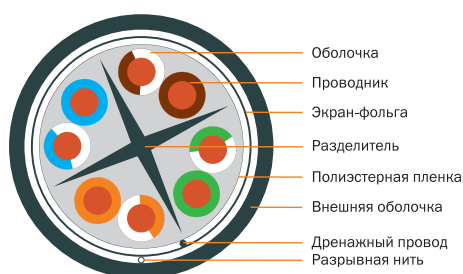 Оболочка
Проводник
Экран-фольга
Разделитель
Полиэстерная пленка
Внешняя оболочка
Дренажный провод
Разрывная нить